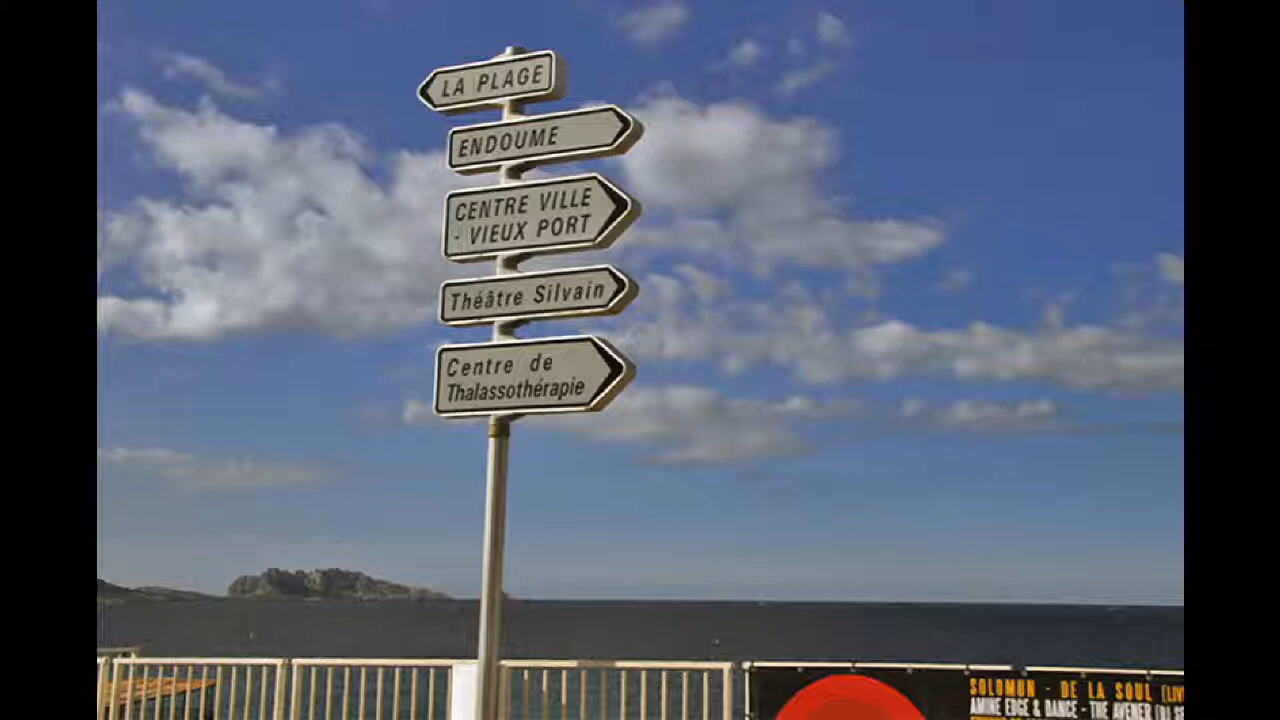 LA PLAGE
ENDOUME
CENTRE VILLE
- VIEUX PORT
Théâtre Silvain
Centre de
Thalassothérapie
SOLOMUN - DE LA SOUL
AMINE EDGE & DANCE - THE AVENER